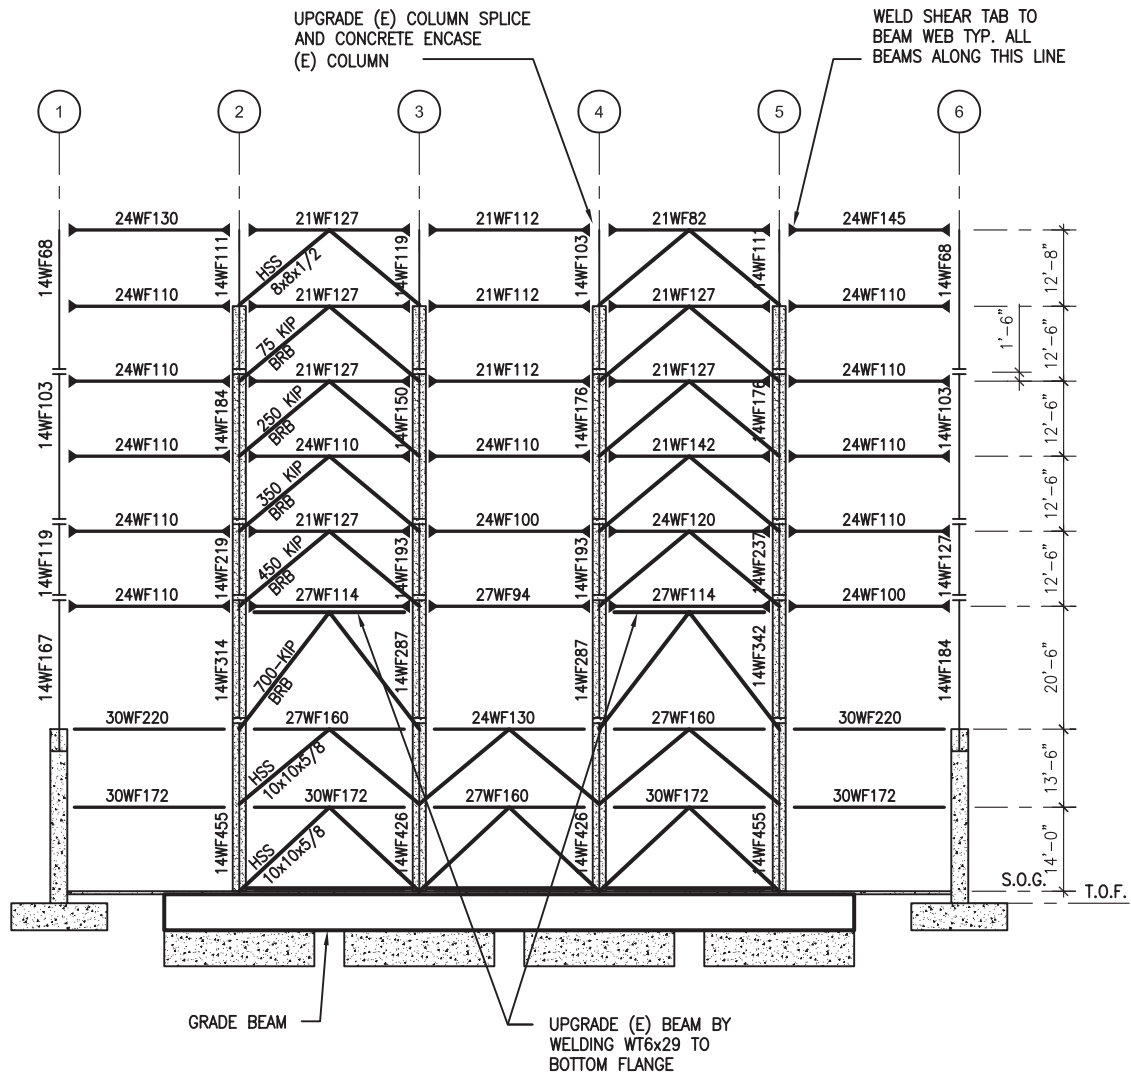 UPGRADE (E) COLUMN SPLICE
AND CONCRETE ENCASE
(E) COLUMN
WELD SHEAR TAB TO
BEAM WEB TYP. ALL
BEAMS ALONG THIS LINE
1
2
3
4
5
6
24WF130
21WF127
21WF112
21WF82
24WF145
14WF68
14WF111
14WF119
14WF103
14WF111
14WF68
12'-8"
HSS
8x8x1/2
24WF110
21WF127
21WF112
21WF127
24WF110
75 KIP
BRB
1'-6"
12'-6"
24WF110
21WF127
21WF112
21WF127
24WF110
14WF103
14WF184
14WF150
14WF176
14WF176
14WF103
12'-6"
250 KIP
BRB
24WF110
24WF110
24WF110
21WF142
24WF110
350 KIP
BRB
12'-6"
24WF110
21WF127
24WF100
24WF120
24WF110
14WF119
14WF219
14WF193
14WF193
14WF237
14WF127
12'-6"
450 KIP
BRB
24WF110
27WF114
27WF94
27WF114
24WF100
14WF167
14WF314
14WF287
14WF287
14WF342
14WF184
20'-6"
700-KIP
BRB
30WF220
27WF160
24WF130
27WF160
30WF220
HSS
10x10x5/8
13'-6"
30WF172
30WF172
27WF160
30WF172
30WF172
14WF455
14WF426
14WF426
14WF455
HSS
10x10x5/8
14'-0"
S.O.G.
T.O.F.
GRADE BEAM
UPGRADE (E) BEAM BY
WELDING WT6x29 TO
BOTTOM FLANGE